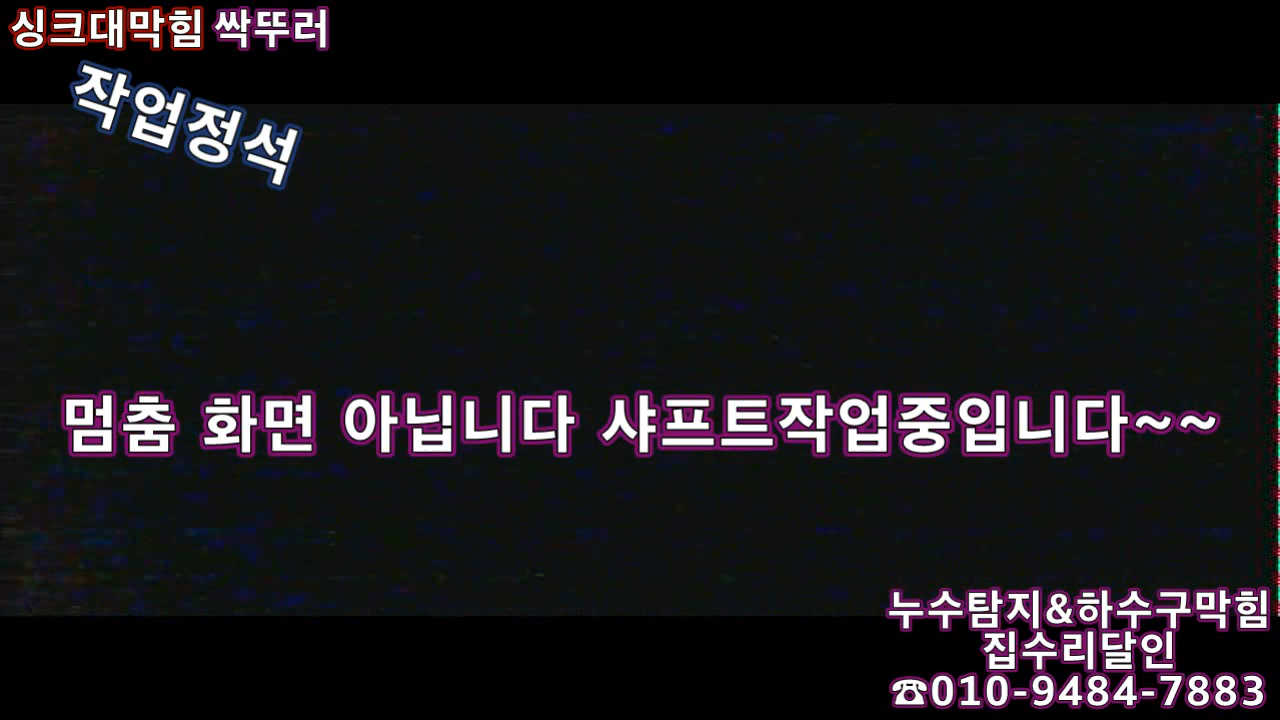 싱크대막힘 싹뚜러
작업정석
멈춤 화면 아닙니다 샤프트작업중입니다~~
누수탐지&하수구막힘
집수리달인
☎010-9484-7883